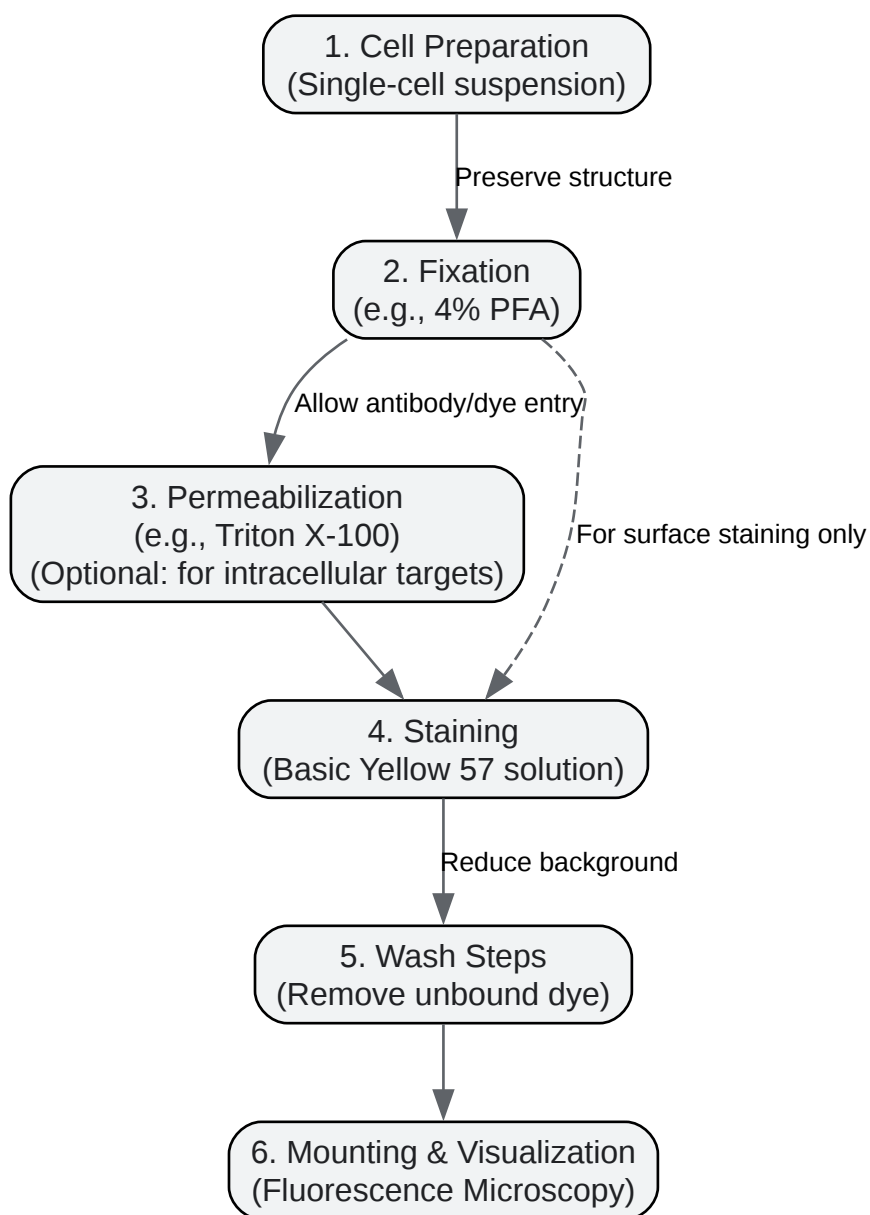 1. Cell Preparation
(Single-cell suspension)
Preserve structure
2. Fixation
(e.g., 4% PFA)
Allow antibody/dye entry
3. Permeabilization
(e.g., Triton X-100)
(Optional: for intracellular targets)
For surface staining only
4. Staining
(Basic Yellow 57 solution)
Reduce background
5. Wash Steps
(Remove unbound dye)
6. Mounting & Visualization
(Fluorescence Microscopy)